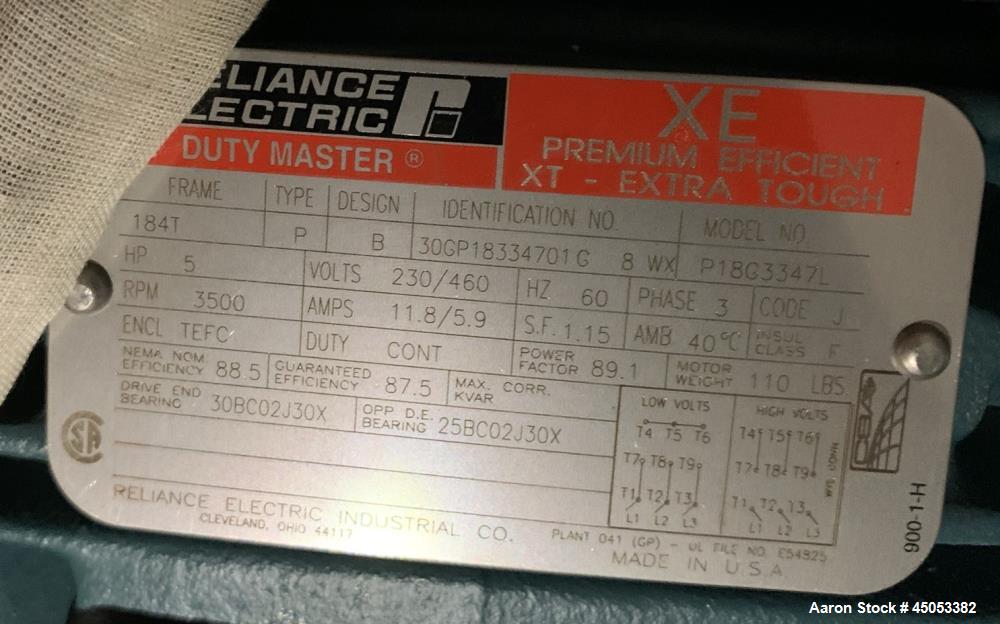 ELIANCE
LECTRIC
DUTY MASTER ®
XE
PREMIUM EFFICIENT
XT - EXTRA TOUGH
FRAME TYPE DESIGN IDENTIFICATION NO. MODEL NO.
184T P B 30GP18334701G 8 WX P18G3347L
HP 5 VOLTS 230/460 HZ 60 PHASE 3 CODE J
RPM 3500 AMPS 11.8/5.9 S.F. 1.15 AMB 40°C INSUL CLASS F
ENCL TEFC DUTY CONT POWER FACTOR 89.1 MOTOR WEIGHT 110 LBS.
NEMA NOM. EFFICIENCY 88.5 GUARANTEED EFFICIENCY 87.5 MAX. CORR. KVAR
DRIVE END BEARING 30BC02J30X OPP D.E. BEARING 25BC02J30X
LOW VOLTS HIGH VOLTS
T4 T5 T6 T4 T5 T6
T7 T8 T9 T7 T8 T9
T1 T2 T3 T1 T2 T3
L1 L2 L3 L1 L2 L3
SA
DBA
900-1-H
RELIANCE ELECTRIC INDUSTRIAL CO.
CLEVELAND, OHIO 44117
PLANT 041 (GP) - UL FILE NO. E54825
MADE IN U.S.A.
Aaron Stock # 45053382